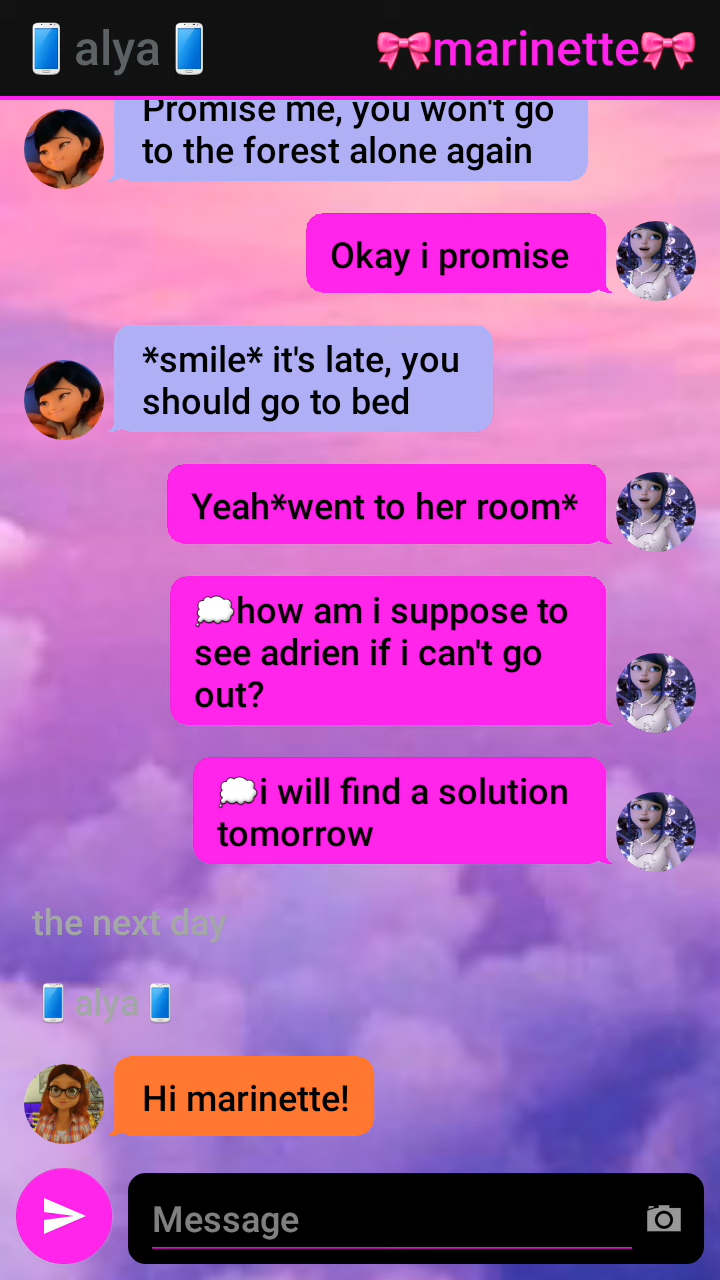 📱alya📱
🎀marinette🎀
Promise me, you won't go
to the forest alone again
Okay i promise
*smile* it's late, you
should go to bed
Yeah*went to her room*
💭how am i suppose to
see adrien if i can't go
out?
💭i will find a solution
tomorrow
the next day
📱alya📱
Hi marinette!
Message